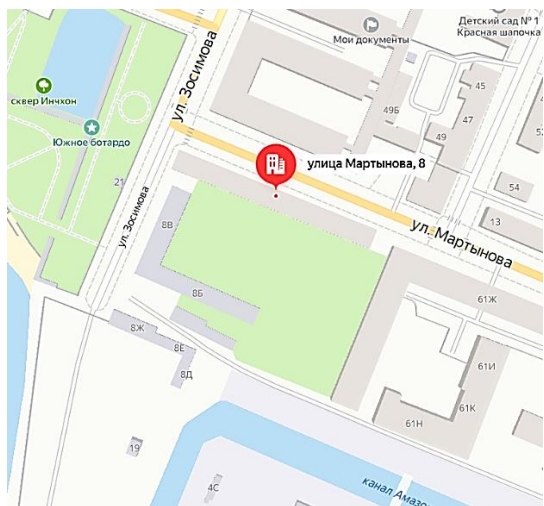 Детский сад № 1
Красная шапочка
Мои документы
ул. Зосимова
сквер Инчхон
Южное ботардо
45
49Б
47
49
21
улица Мартынова, 8
54
13
ул. Зосимова
8В
ул. Мартынова
8Б
61Ж
8Ж
8Е
8Д
61И
61К
61Н
19
4С
канал Амазо